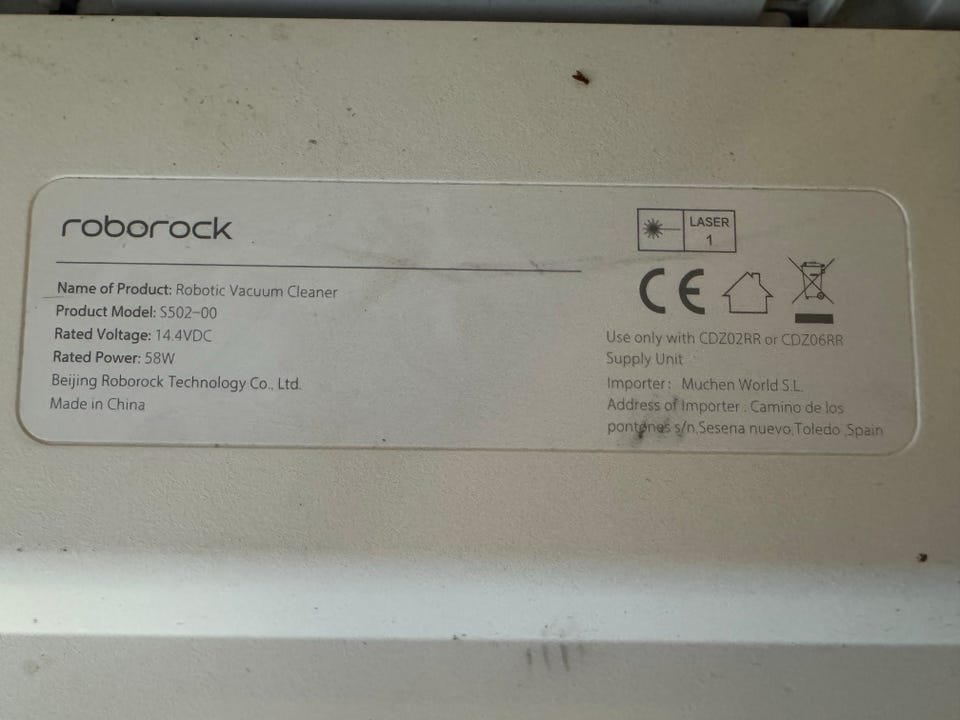 roborock
Name of Product: Robotic Vacuum Cleaner
Product Model: S502-00
Rated Voltage: 14.4VDC
Rated Power: 58W
Beijing Roborock Technology Co., Ltd.
Made in China
LASER
1
CE
Use only with CDZ02RR or CDZ06RR
Supply Unit
Importer: Muchen World S.L.
Address of Importer : Camino de los
pontones s/n,Sesena nuevo,Toledo ,Spain